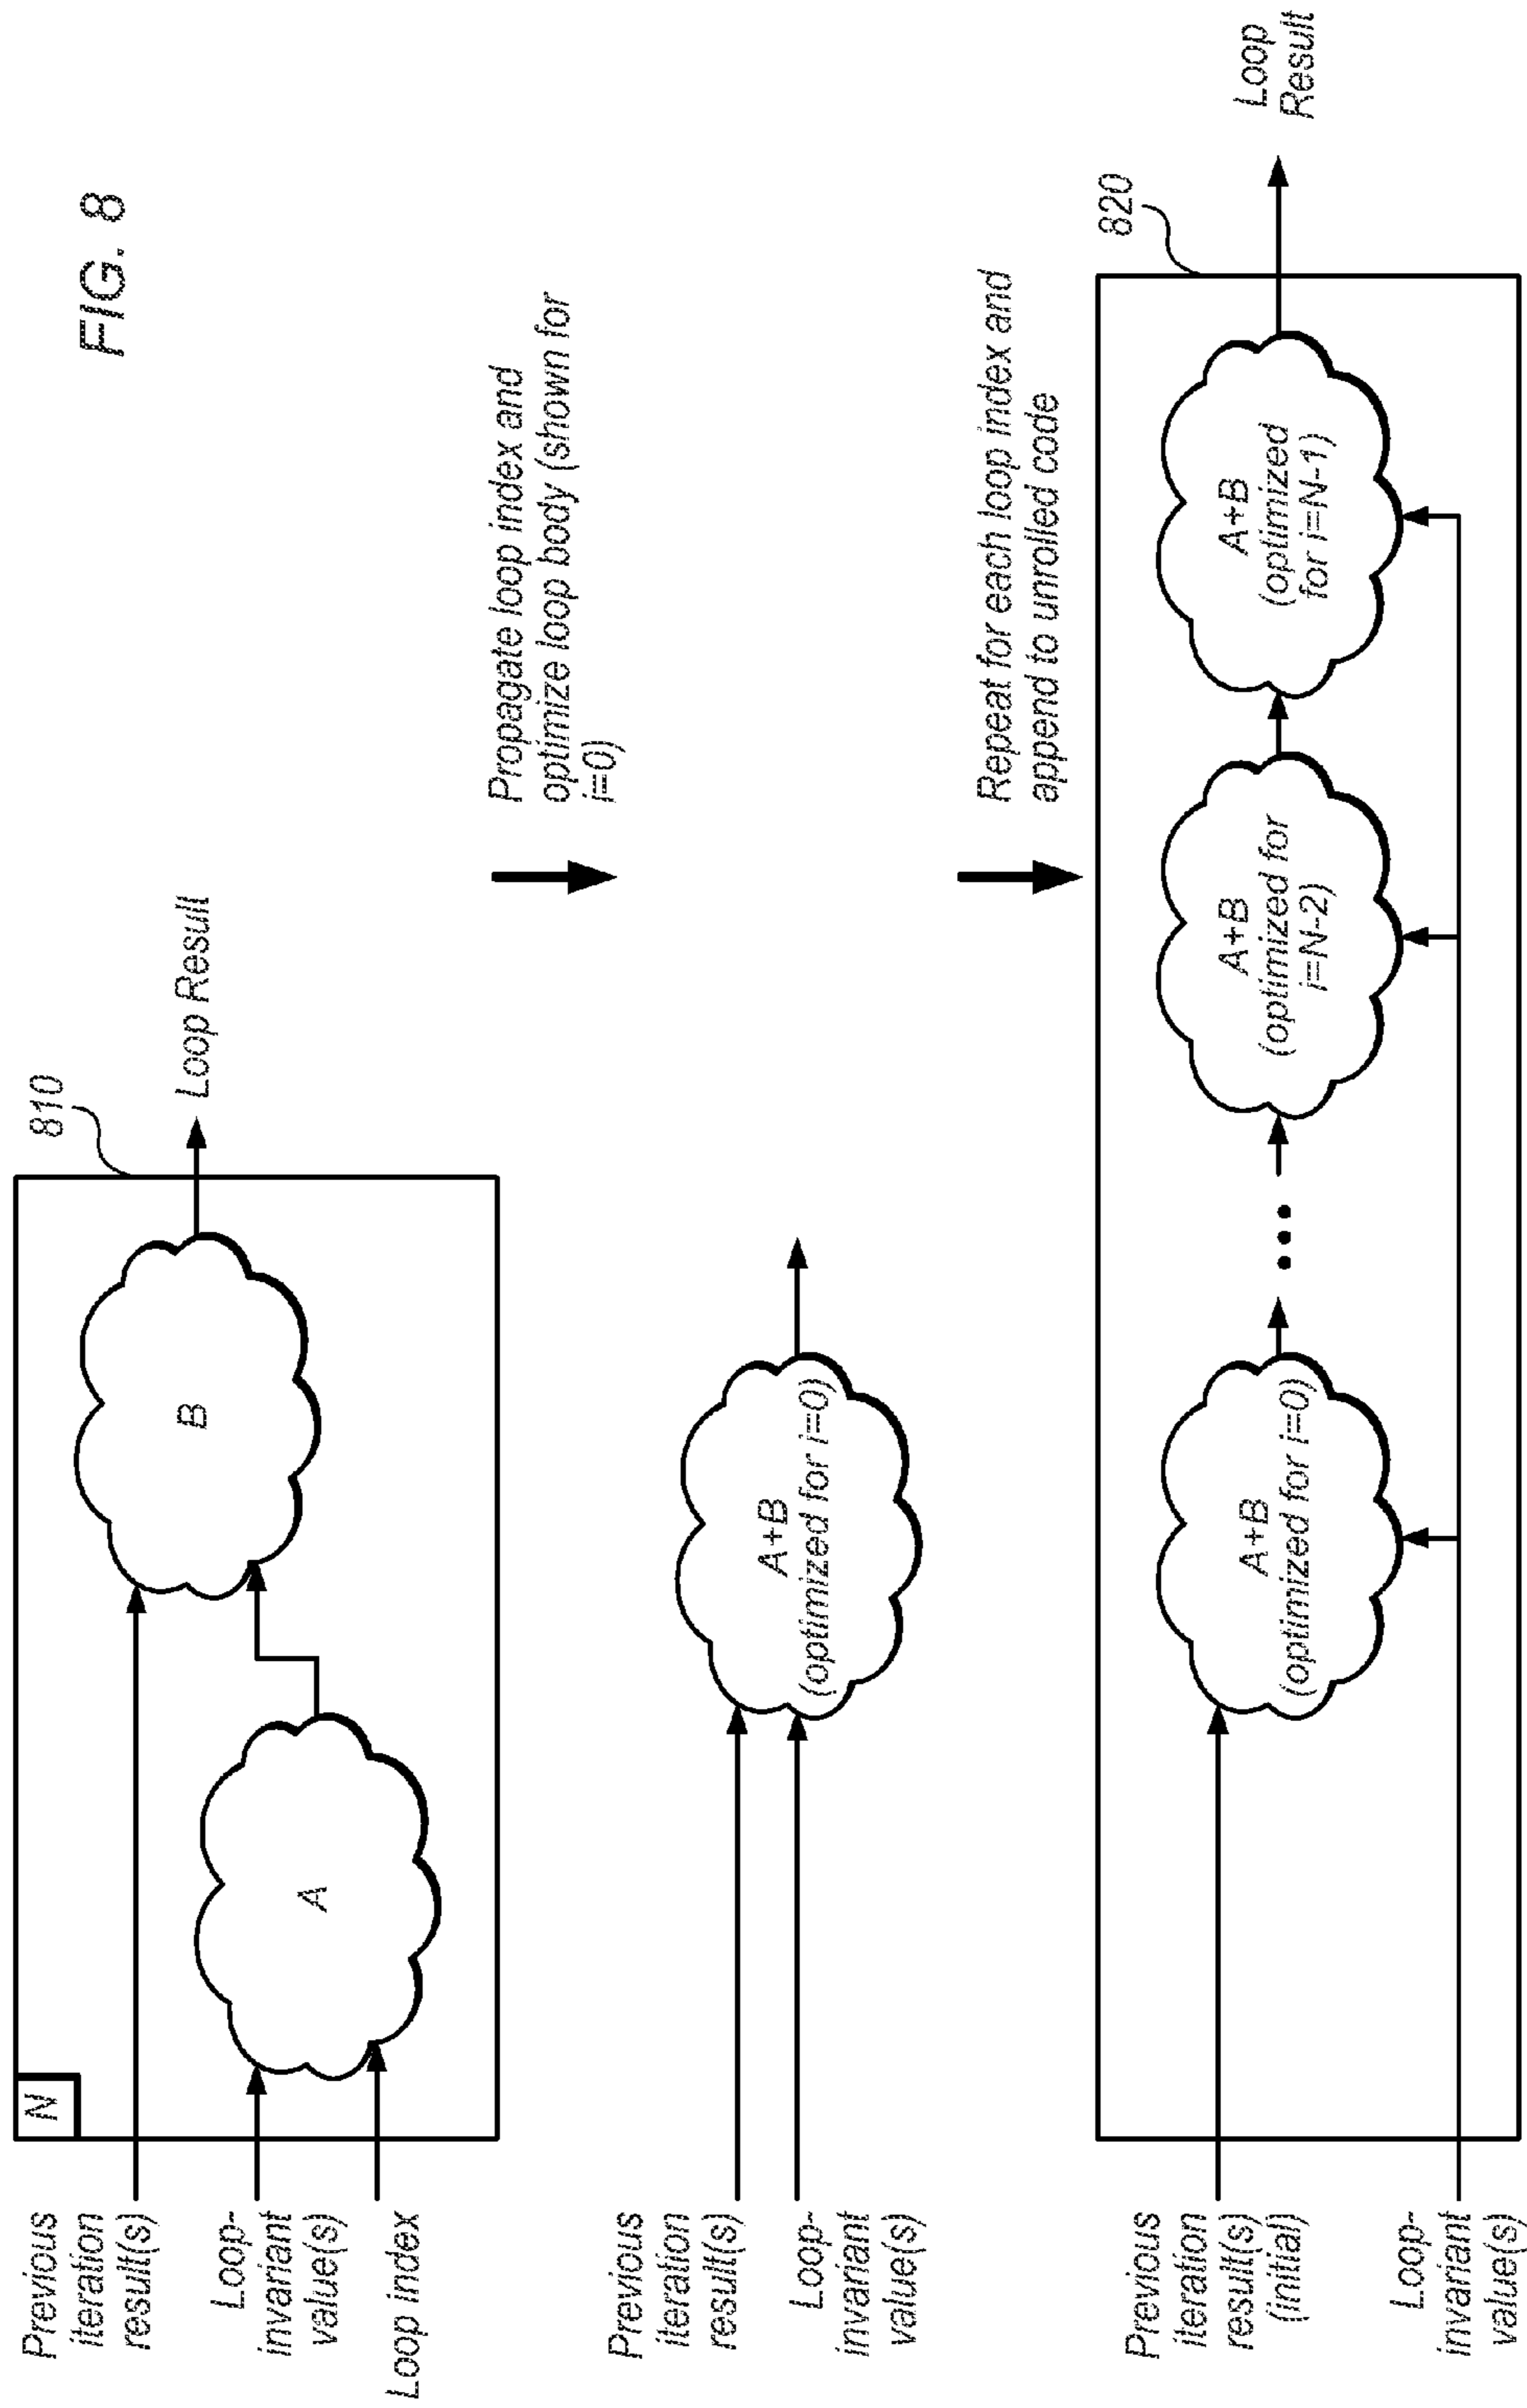 FIG. 8
810
N
Previous
iteration
result(s)
Loop-
invariant
value(s)
Loop index
A
B
Loop Result
Propagate loop index and
optimize loop body (shown for
i=0)
Previous
iteration
result(s)
Loop-
invariant
value(s)
A+B
(optimized for i=0)
Repeat for each loop index and
append to unrolled code
820
Previous
iteration
result(s)
(initial)
Loop-
invariant
value(s)
A+B
(optimized for i=0)
A+B
(optimized for
i=N-2)
A+B
(optimized
for i=N-1)
Loop
Result